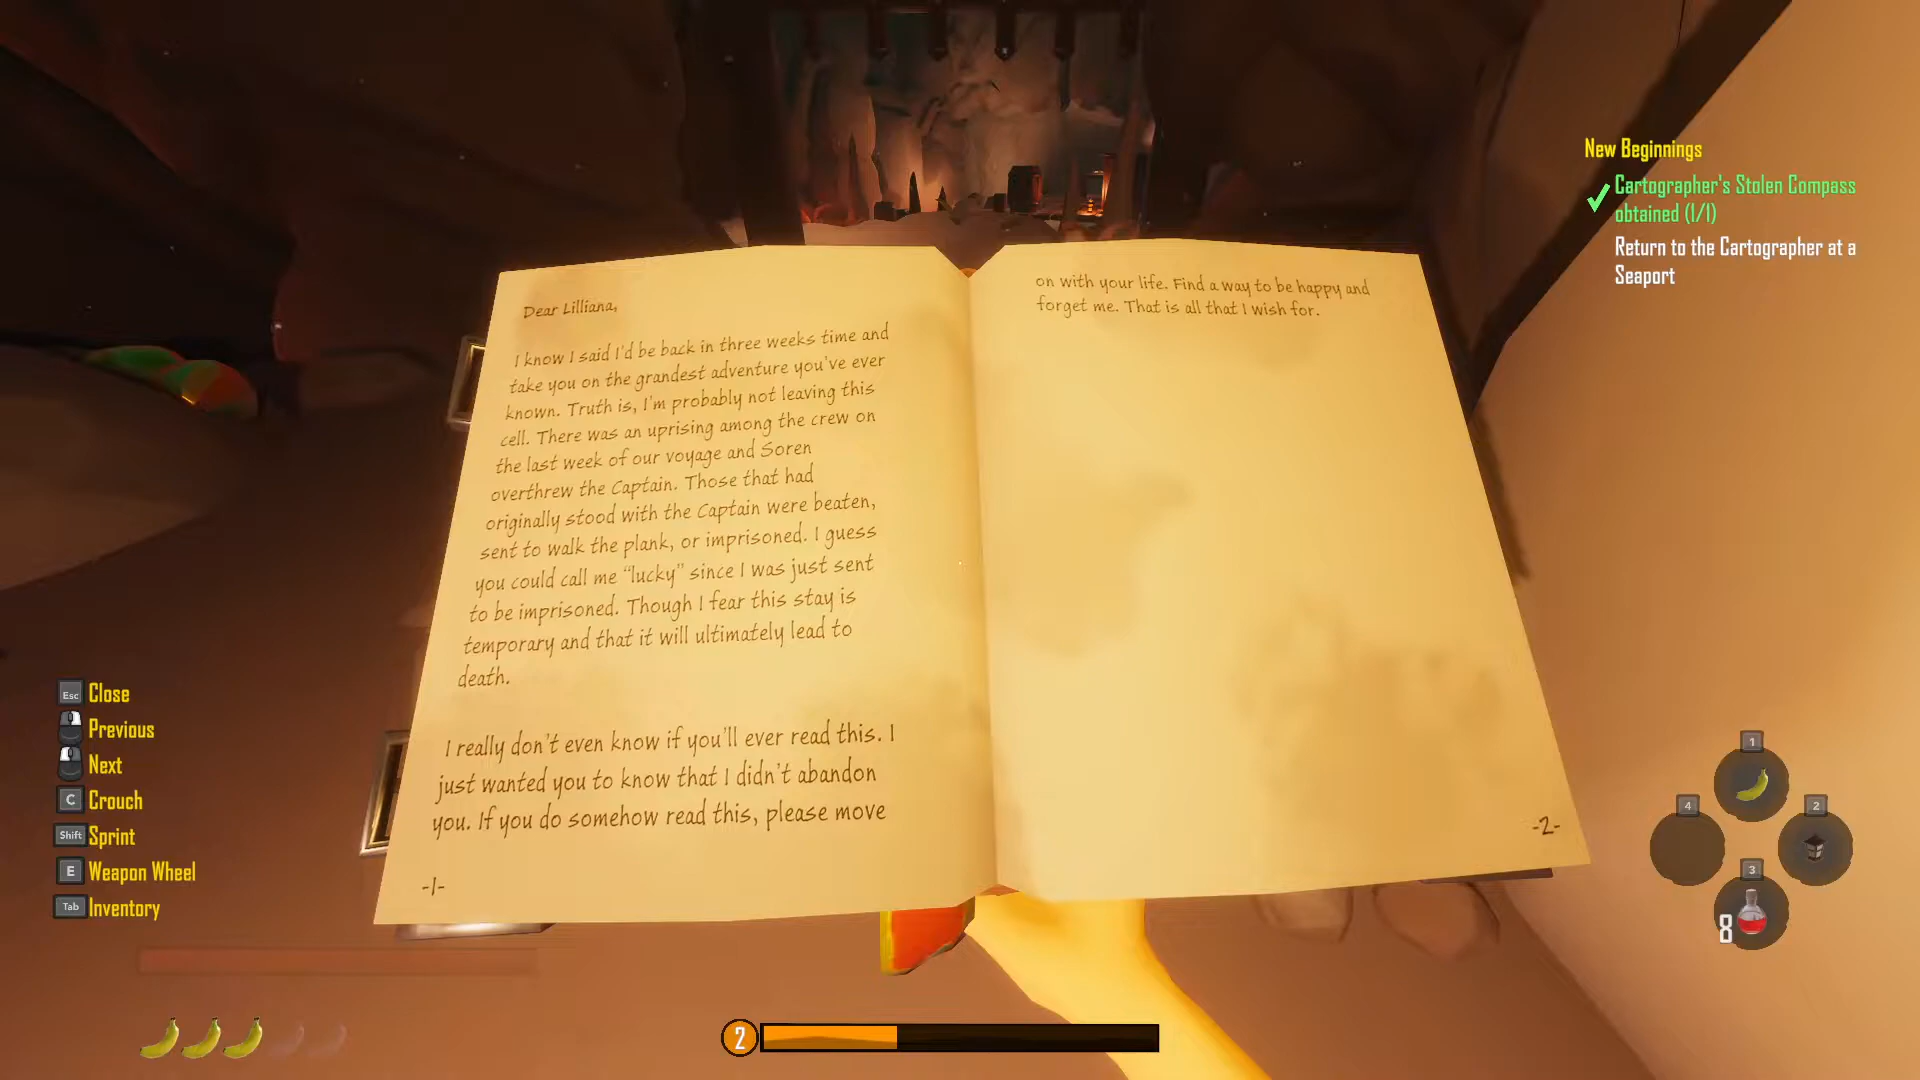 Dear Lilliana,
I know I said I'd be back in three weeks time and
take you on the grandest adventure you've ever
known. Truth is, I'm probably not leaving this
cell. There was an uprising among the crew on
the last week of our voyage and Soren
overthrew the Captain. Those that had
originally stood with the Captain were beaten,
sent to walk the plank, or imprisoned. I guess
you could call me “lucky” since I was just sent
to be imprisoned. Though I fear this stay is
temporary and that it will ultimately lead to
death.
I really don't even know if you'll ever read this. I
just wanted you to know that I didn't abandon
you. If you do somehow read this, please move
-1-
on with your life. Find a way to be happy and
forget me. That is all that I wish for.
-2-
New Beginnings
Cartographer's Stolen Compass
obtained (1/1)
Return to the Cartographer at a
Seaport
Esc Close
Previous
Next
C Crouch
Shift Sprint
E Weapon Wheel
Tab Inventory
2
1
4
2
3
8